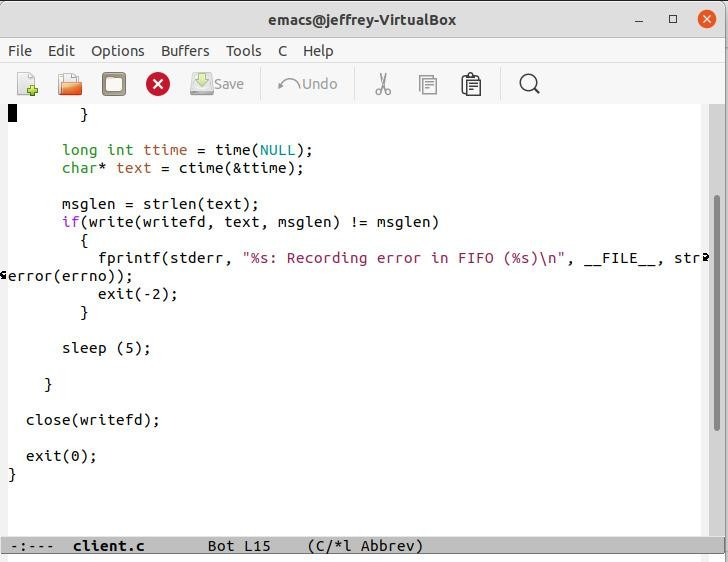 emacs@jeffrey-VirtualBox
File Edit Options Buffers Tools C Help
Save Undo
}
long int ttime = time(NULL);
char* text = ctime(&ttime);
msglen = strlen(text);
if(write(writefd, text, msglen) != msglen)
{
fprintf(stderr, "%s: Recording error in FIFO (%s)\n", __FILE__, str
error(errno));
exit(-2);
}
sleep (5);
}
close(writefd);
exit(0);
}
-:--- client.c Bot L15 (C/*l Abbrev)